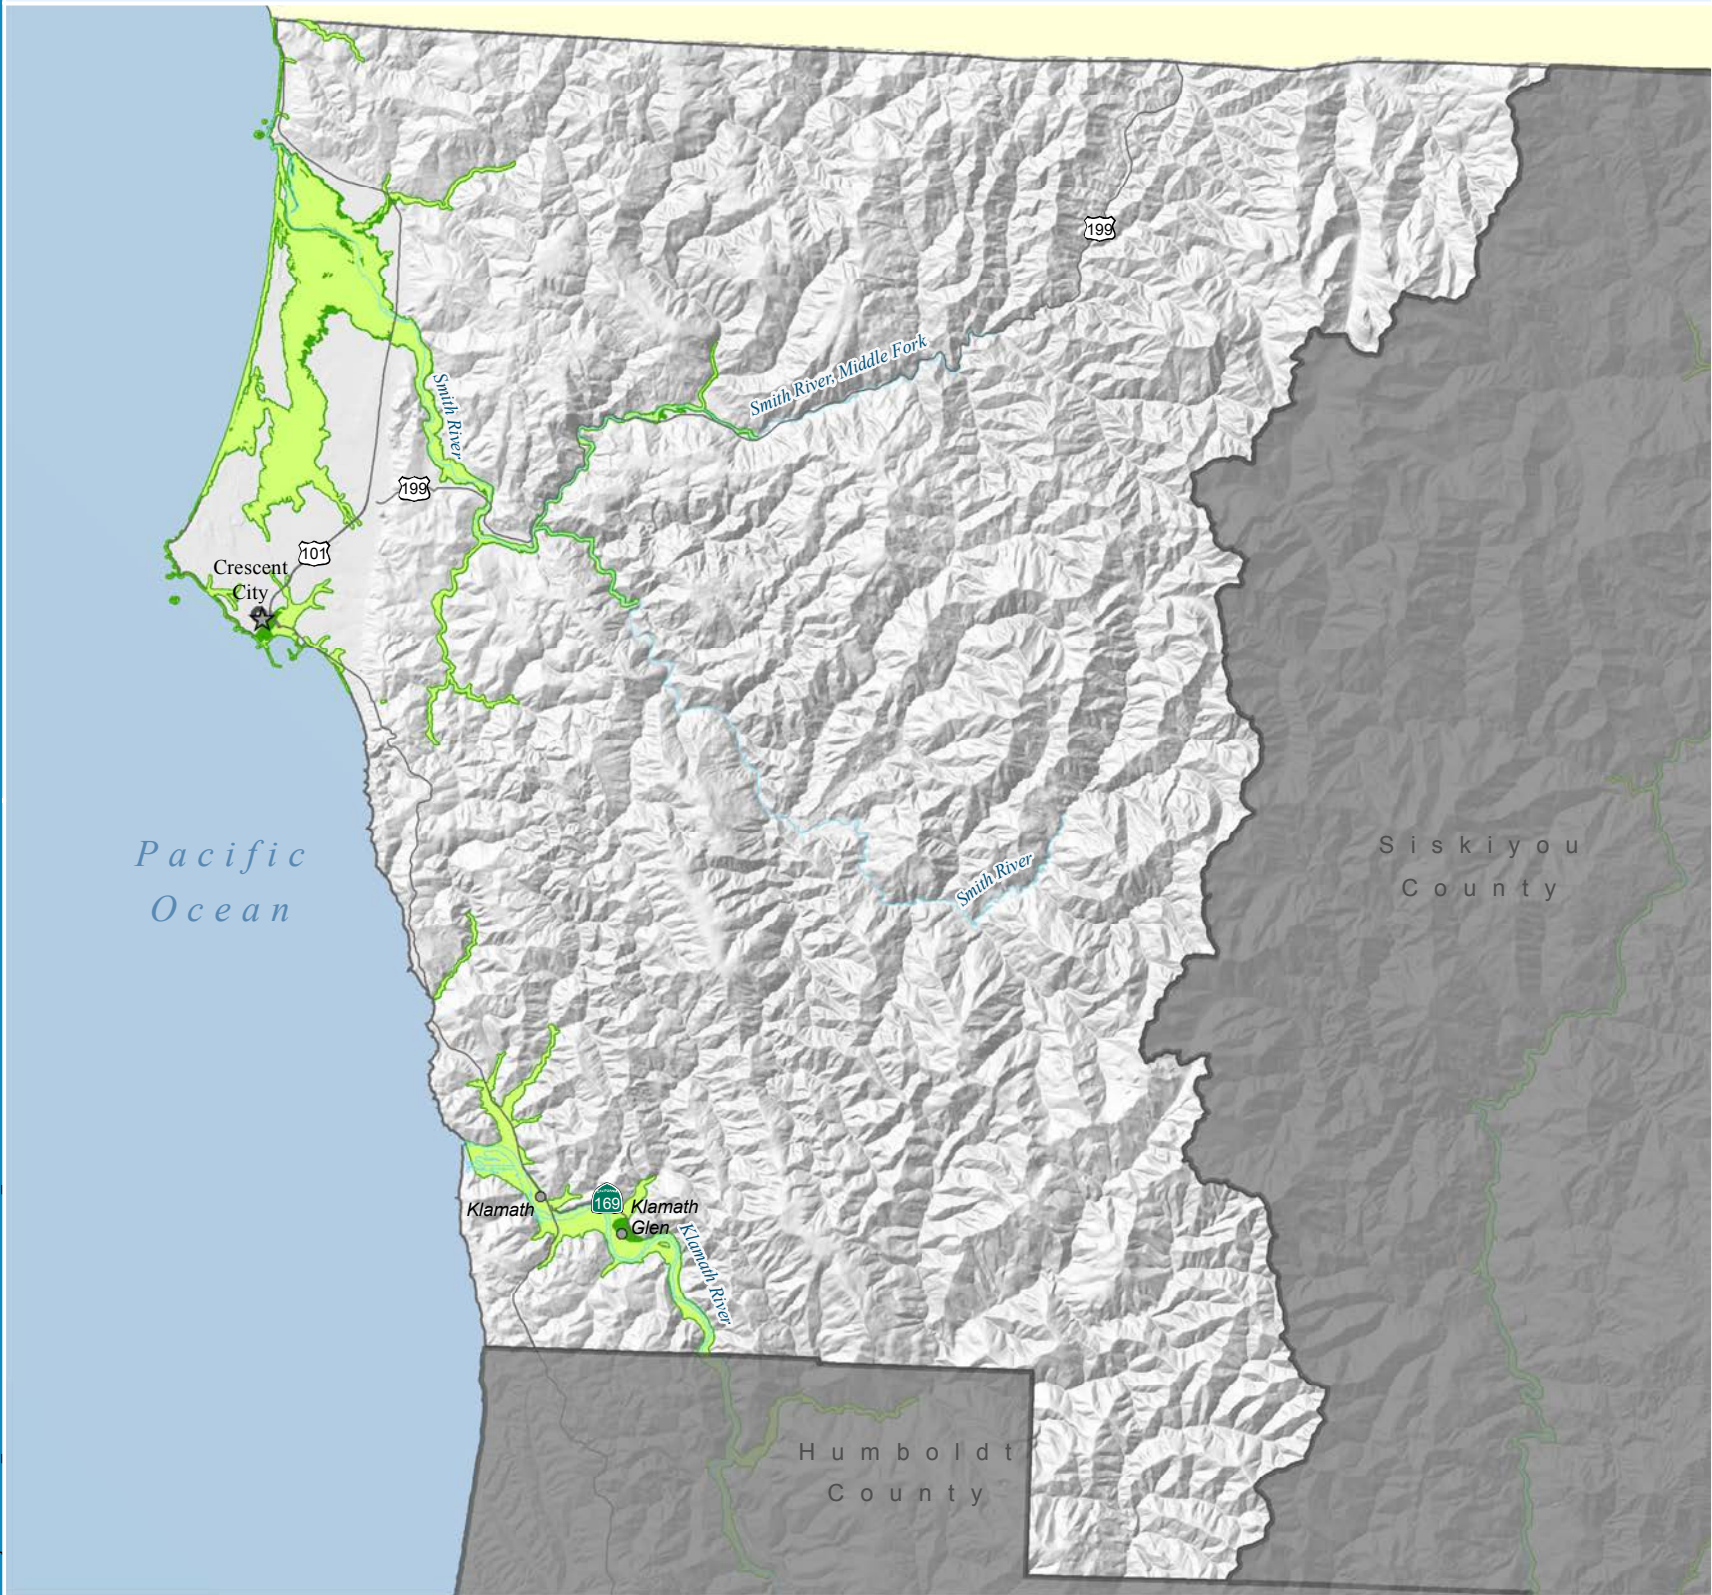 199
Smith River, Middle Fork
Smith River
199
101
Crescent
City
Pacific
Ocean
Siskiyou
County
Smith River
169
Klamath
Klamath
Glen
Klamath River
Humboldt
County